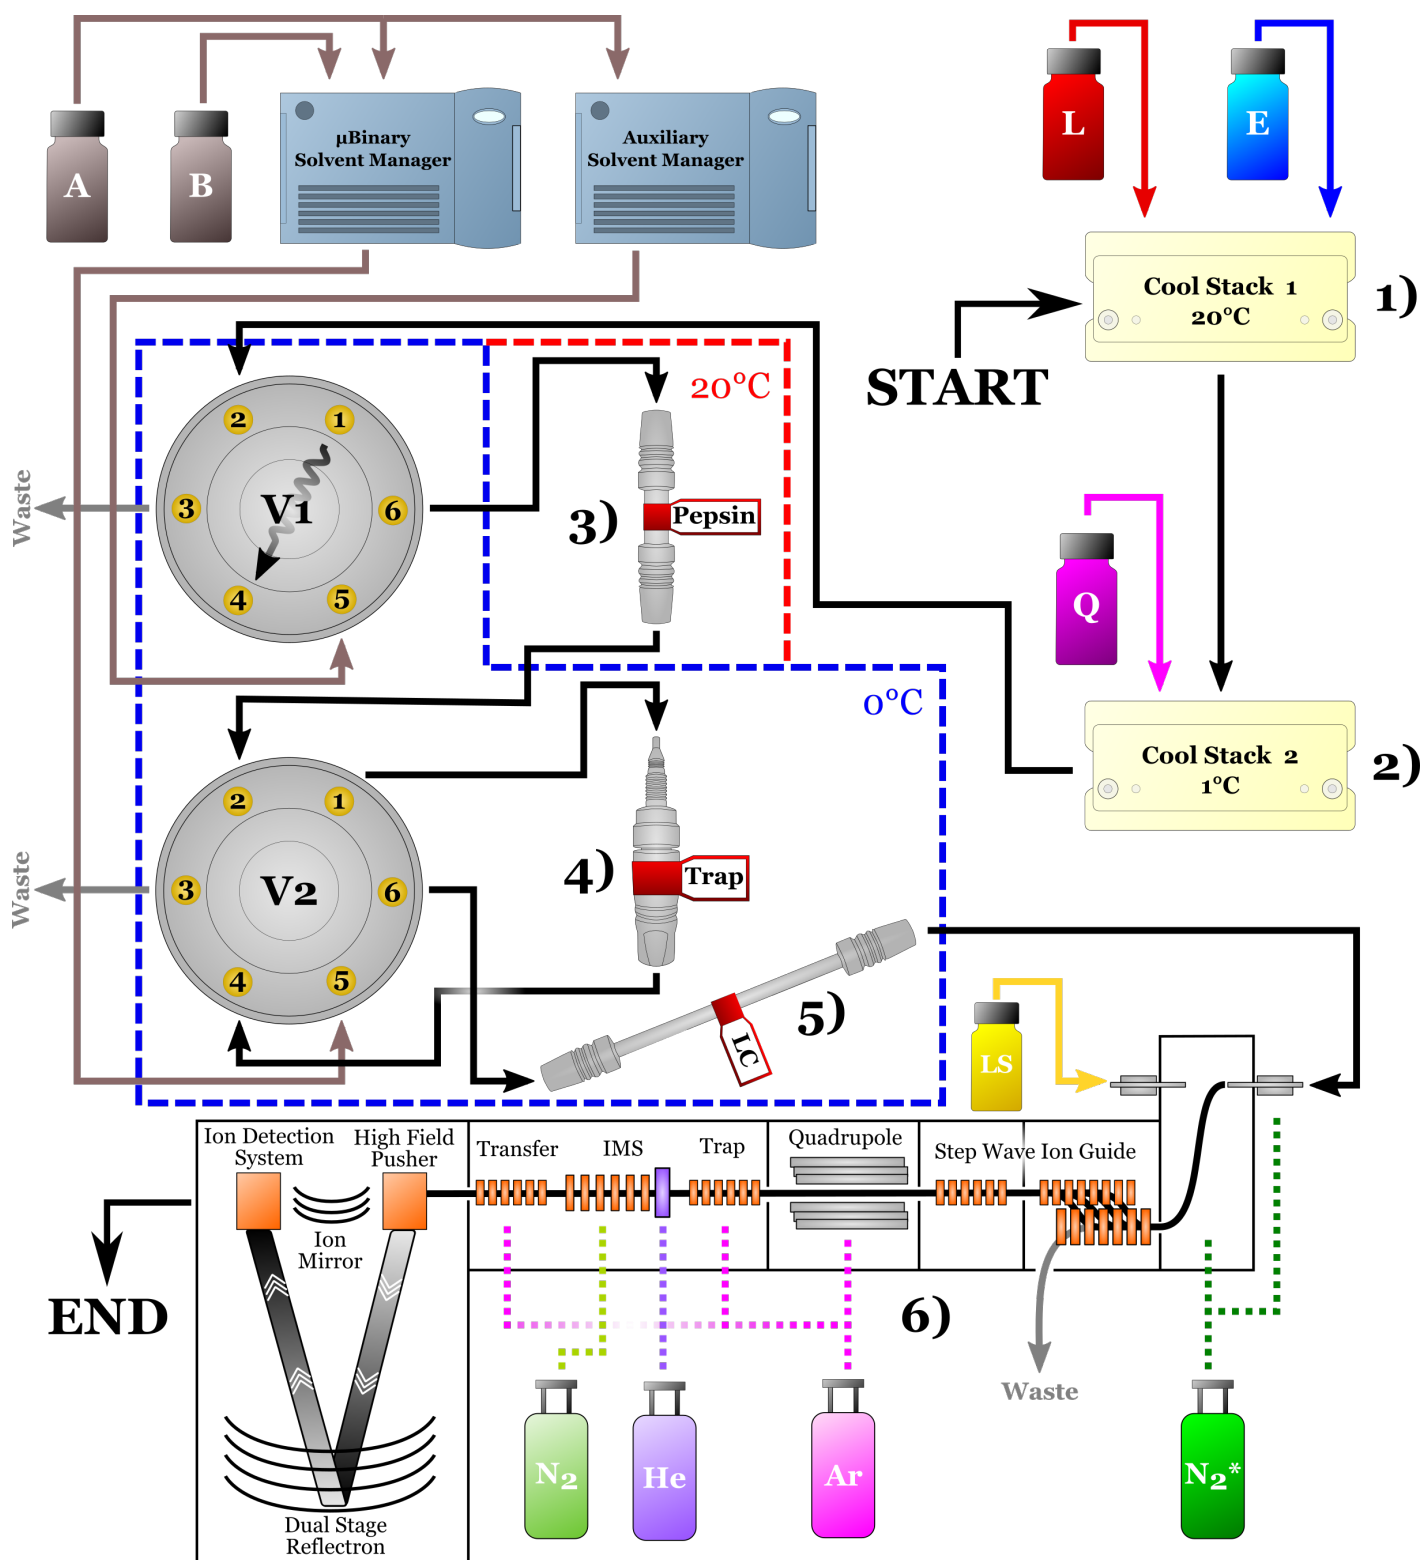 A
B
µBinary
Solvent Manager
Auxiliary
Solvent Manager
L
E
Cool Stack 1
20°C
1)
START
20°C
2
1
3
V1
6
4
5
Waste
3)
Pepsin
Q
0°C
Cool Stack 2
1°C
2)
2
1
3
V2
6
4
5
Waste
4)
Trap
5)
LC
LS
Ion Detection
System
High Field
Pusher
Transfer
IMS
Trap
Quadrupole
Step Wave Ion Guide
Ion
Mirror
END
6)
Waste
N2
He
Ar
N2*
Dual Stage
Reflectron